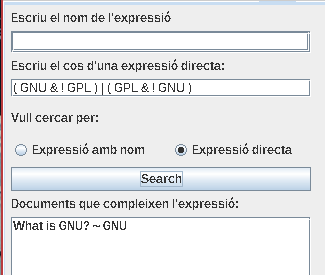 Escriu el nom de l'expressió
Escriu el cos d'una expressió directa:
( GNU & ! GPL ) | ( GPL & ! GNU )
Vull cercar per:
Expressió amb nom
Expressió directa
Search
Documents que compleixen l'expressió:
What is GNU? ~ GNU